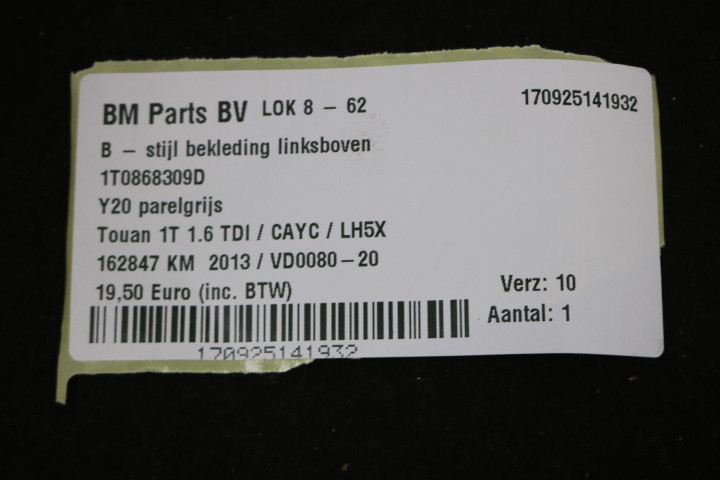 BM Parts BV LOK 8 - 62 170925141932
B - stijl bekleding linksboven
1T0868309D
Y20 parelgrijs
Touan 1T 1.6 TDI / CAYC / LH5X
162847 KM 2013 / VD0080-20
19,50 Euro (inc. BTW) Verz: 10
Aantal: 1
170925141932